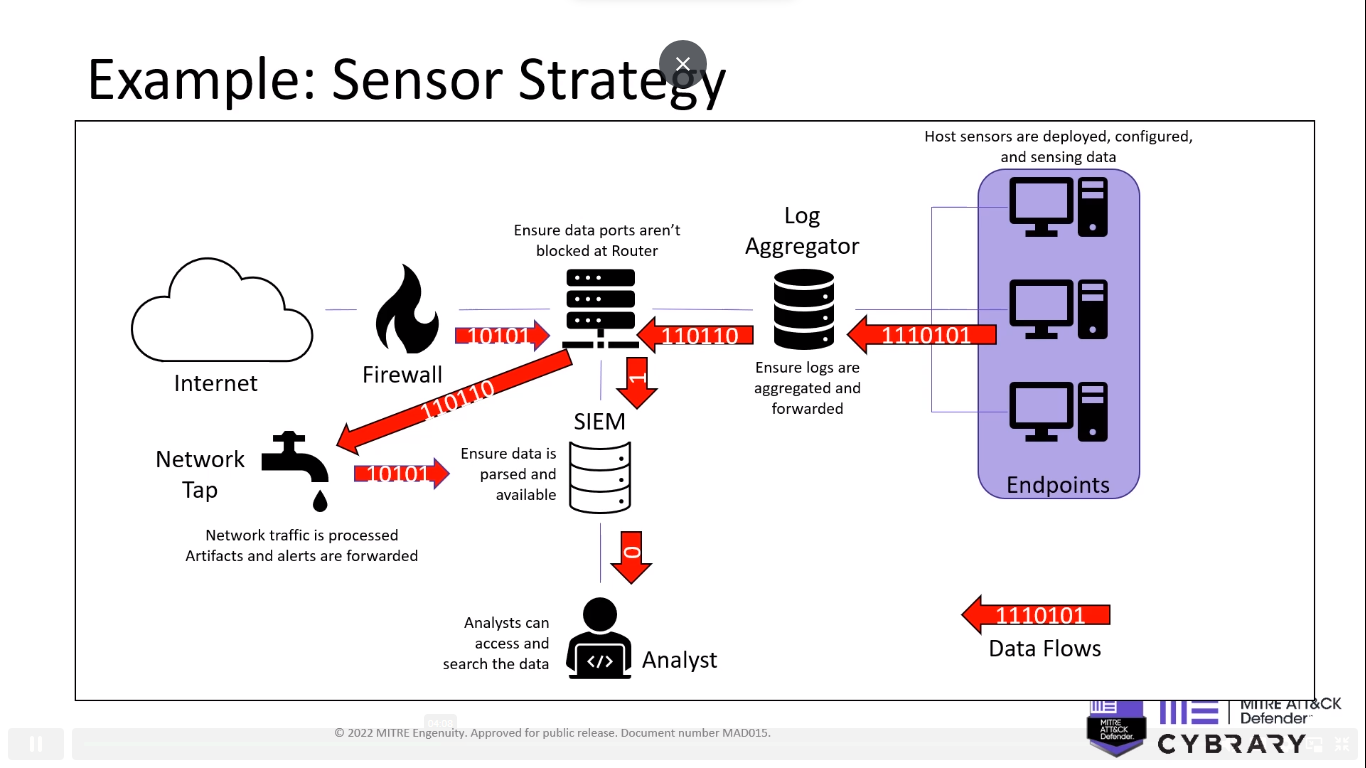 Example: Sensor Strategy
Host sensors are deployed, configured,
and sensing data
Log
Aggregator
Ensure data ports aren't
blocked at Router
10101
110110
1110101
Internet
Firewall
Ensure logs are
aggregated and
forwarded
110110
1
SIEM
Network
Tap
10101
Ensure data is
parsed and
available
Endpoints
Network traffic is processed
Artifacts and alerts are forwarded
0
Analysts can
access and
search the data
</>
Analyst
1110101
Data Flows
© 2022 MITRE Engenuity. Approved for public release. Document number MAD015.
04:03
MITRE
ATT&CK
Defender
MITRE ATT&CK
Defender
CYBRARY